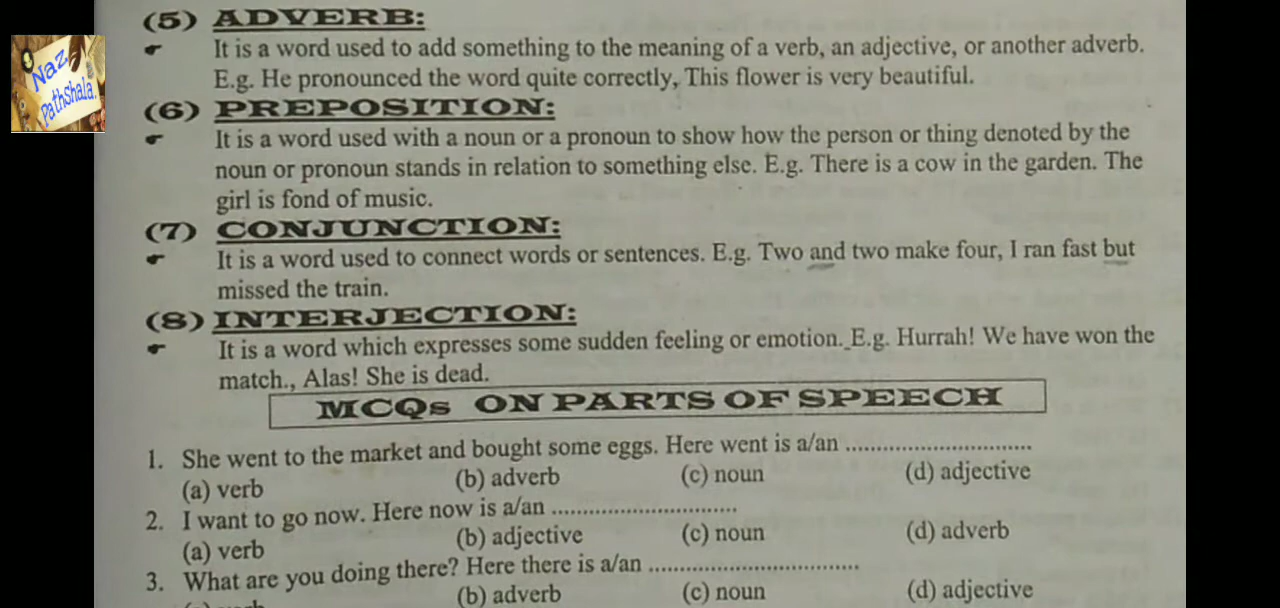 Naz
Pathshala.
(5) ADVERB:
It is a word used to add something to the meaning of a verb, an adjective, or another adverb.
E.g. He pronounced the word quite correctly, This flower is very beautiful.
(6) PREPOSITION:
It is a word used with a noun or a pronoun to show how the person or thing denoted by the
noun or pronoun stands in relation to something else. E.g. There is a cow in the garden. The
girl is fond of music.
(7) CONJUNCTION:
It is a word used to connect words or sentences. E.g. Two and two make four, I ran fast but
missed the train.
(8) INTERJECTION:
It is a word which expresses some sudden feeling or emotion. E.g. Hurrah! We have won the
match., Alas! She is dead.
MCQs ON PARTS OF SPEECH
1. She went to the market and bought some eggs. Here went is a/an ............................
(a) verb (b) adverb (c) noun (d) adjective
2. I want to go now. Here now is a/an ............................
(a) verb (b) adjective (c) noun (d) adverb
3. What are you doing there? Here there is a/an ................................
(b) adverb (c) noun (d) adjective